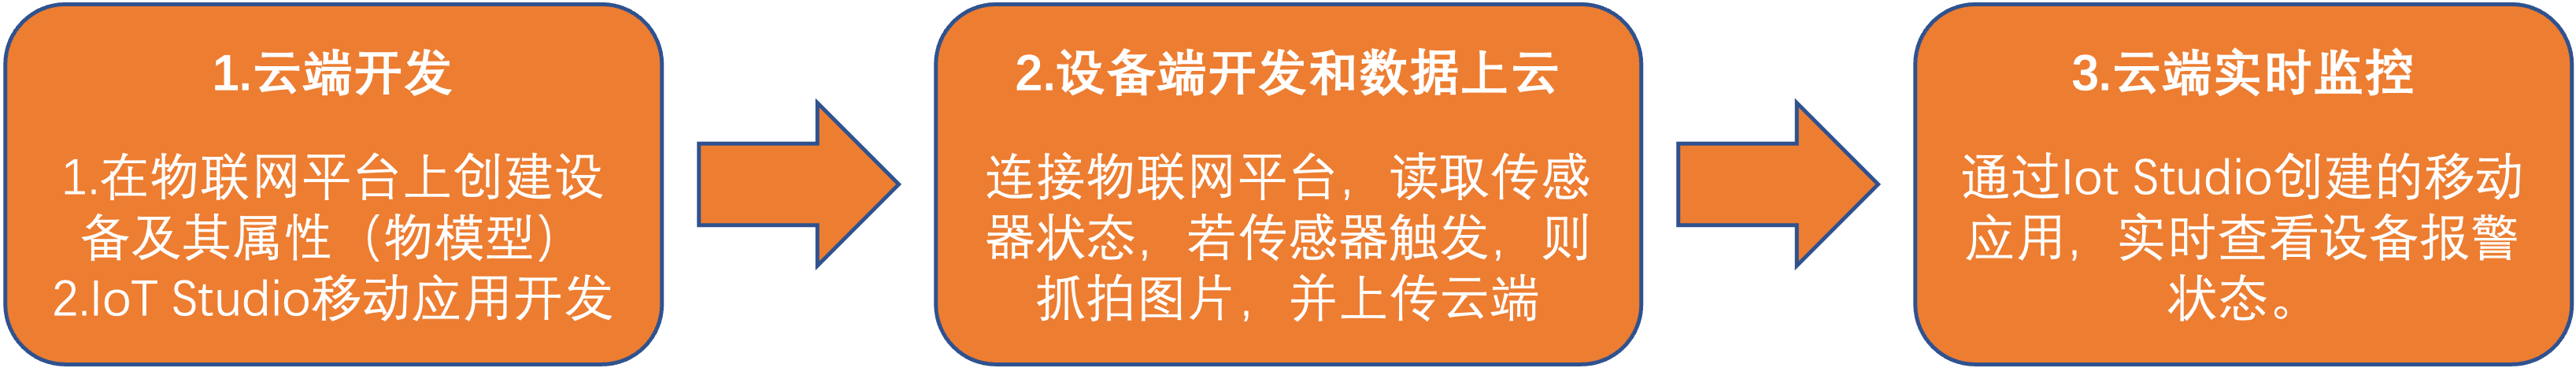 1.云端开发
1.在物联网平台上创建设
备及其属性（物模型）
2.IoT Studio移动应用开发
2.设备端开发和数据上云
连接物联网平台，读取传感
器状态，若传感器触发，则
抓拍图片，并上传云端
3.云端实时监控
通过Iot Studio创建的移动
应用，实时查看设备报警
状态。